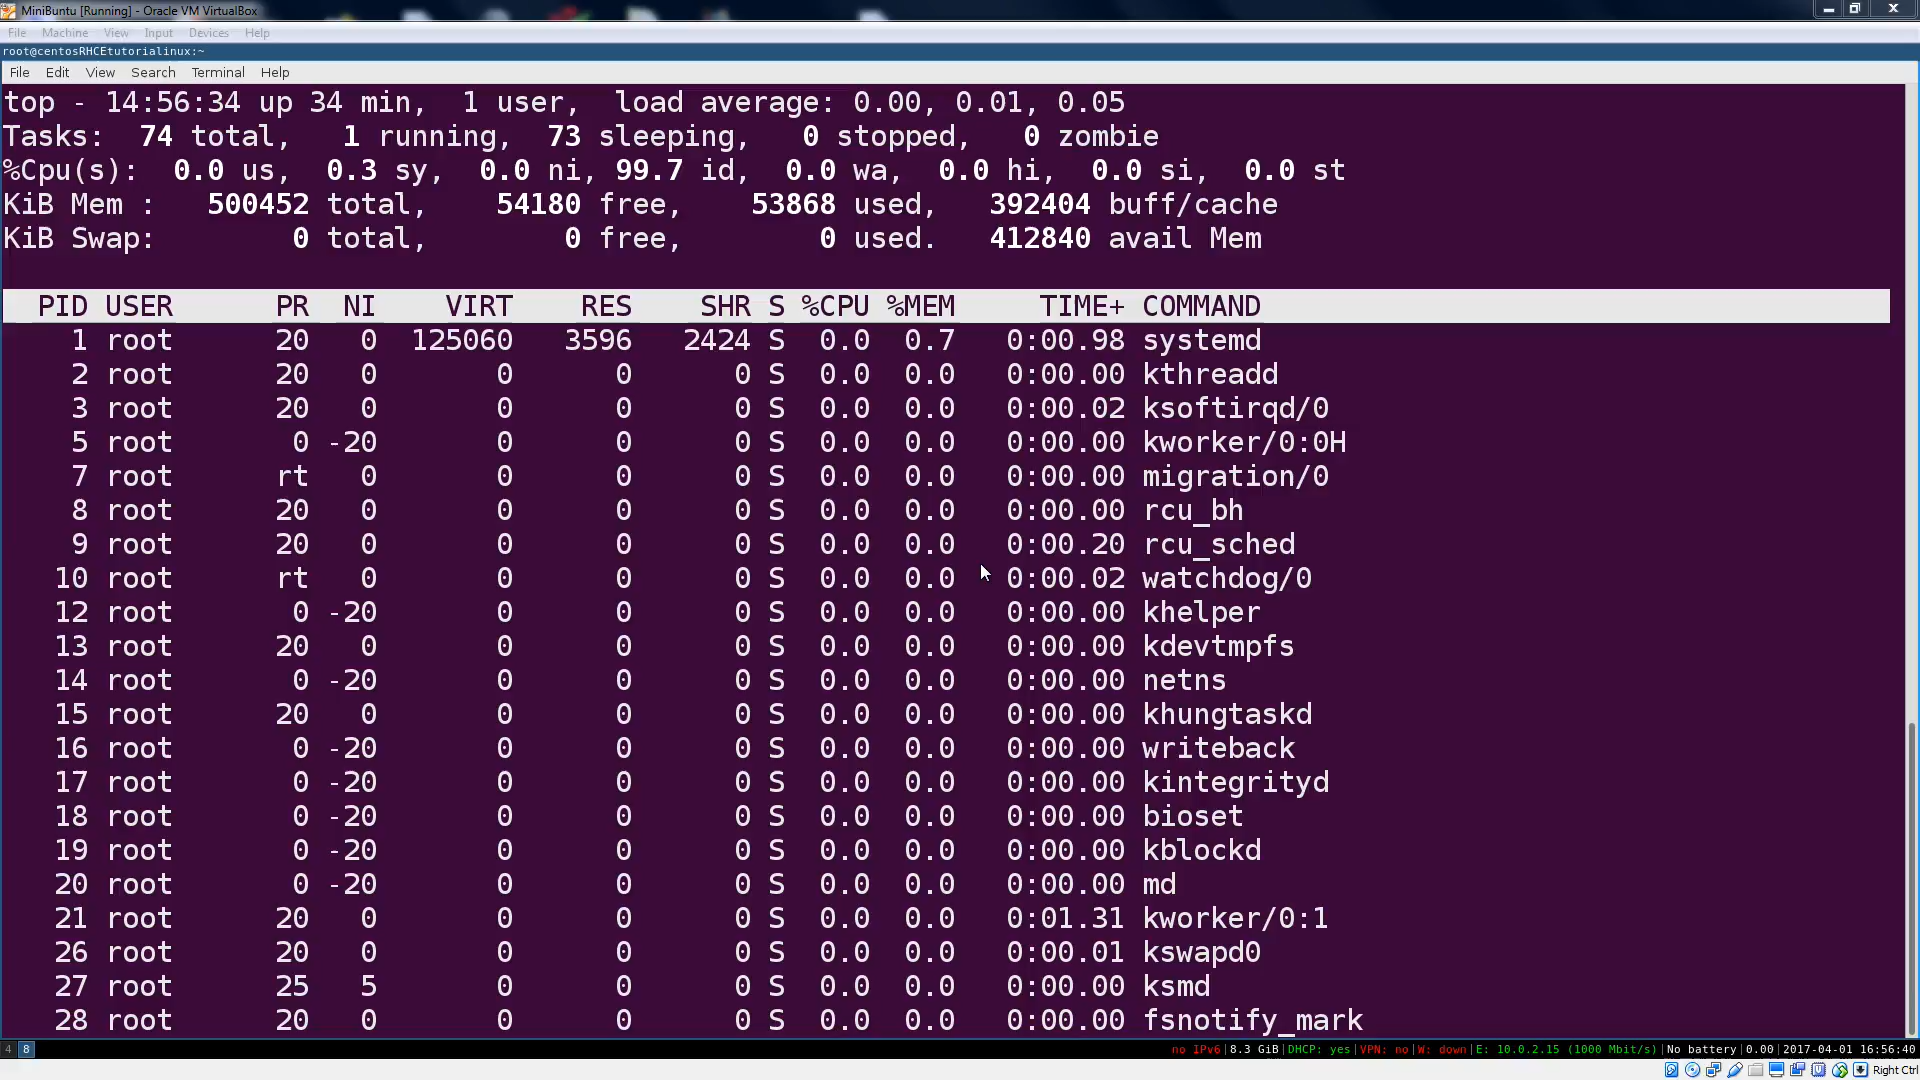 MiniBuntu [Running] - Oracle VM VirtualBox
File Machine View Input Devices Help
root@centosRHCEtutorialinux:~
File Edit View Search Terminal Help
top - 14:56:34 up 34 min,  1 user,  load average: 0.00, 0.01, 0.05
Tasks:  74 total,   1 running,  73 sleeping,   0 stopped,   0 zombie
%Cpu(s):  0.0 us,  0.3 sy,  0.0 ni, 99.7 id,  0.0 wa,  0.0 hi,  0.0 si,  0.0 st
KiB Mem :   500452 total,    54180 free,    53868 used,   392404 buff/cache
KiB Swap:        0 total,        0 free,        0 used.   412840 avail Mem
PID USER PR NI VIRT RES SHR S %CPU %MEM TIME+ COMMAND
1 root 20 0 125060 3596 2424 S 0.0 0.7 0:00.98 systemd
2 root 20 0 0 0 0 S 0.0 0.0 0:00.00 kthreadd
3 root 20 0 0 0 0 S 0.0 0.0 0:00.02 ksoftirqd/0
5 root 0 -20 0 0 0 S 0.0 0.0 0:00.00 kworker/0:0H
7 root rt 0 0 0 0 S 0.0 0.0 0:00.00 migration/0
8 root 20 0 0 0 0 S 0.0 0.0 0:00.00 rcu_bh
9 root 20 0 0 0 0 S 0.0 0.0 0:00.20 rcu_sched
10 root rt 0 0 0 0 S 0.0 0.0 0:00.02 watchdog/0
12 root 0 -20 0 0 0 S 0.0 0.0 0:00.00 khelper
13 root 20 0 0 0 0 S 0.0 0.0 0:00.00 kdevtmpfs
14 root 0 -20 0 0 0 S 0.0 0.0 0:00.00 netns
15 root 20 0 0 0 0 S 0.0 0.0 0:00.00 khungtaskd
16 root 0 -20 0 0 0 S 0.0 0.0 0:00.00 writeback
17 root 0 -20 0 0 0 S 0.0 0.0 0:00.00 kintegrityd
18 root 0 -20 0 0 0 S 0.0 0.0 0:00.00 bioset
19 root 0 -20 0 0 0 S 0.0 0.0 0:00.00 kblockd
20 root 0 -20 0 0 0 S 0.0 0.0 0:00.00 md
21 root 20 0 0 0 0 S 0.0 0.0 0:01.31 kworker/0:1
26 root 20 0 0 0 0 S 0.0 0.0 0:00.01 kswapd0
27 root 25 5 0 0 0 S 0.0 0.0 0:00.00 ksmd
28 root 20 0 0 0 0 S 0.0 0.0 0:00.00 fsnotify_mark
4 8 no IPv6|8.3 GiB|DHCP: yes|VPN: no|W: down|E: 10.0.2.15 (1000 Mbit/s)|No battery|0.00|2017-04-01 16:56:40
Right Ctrl